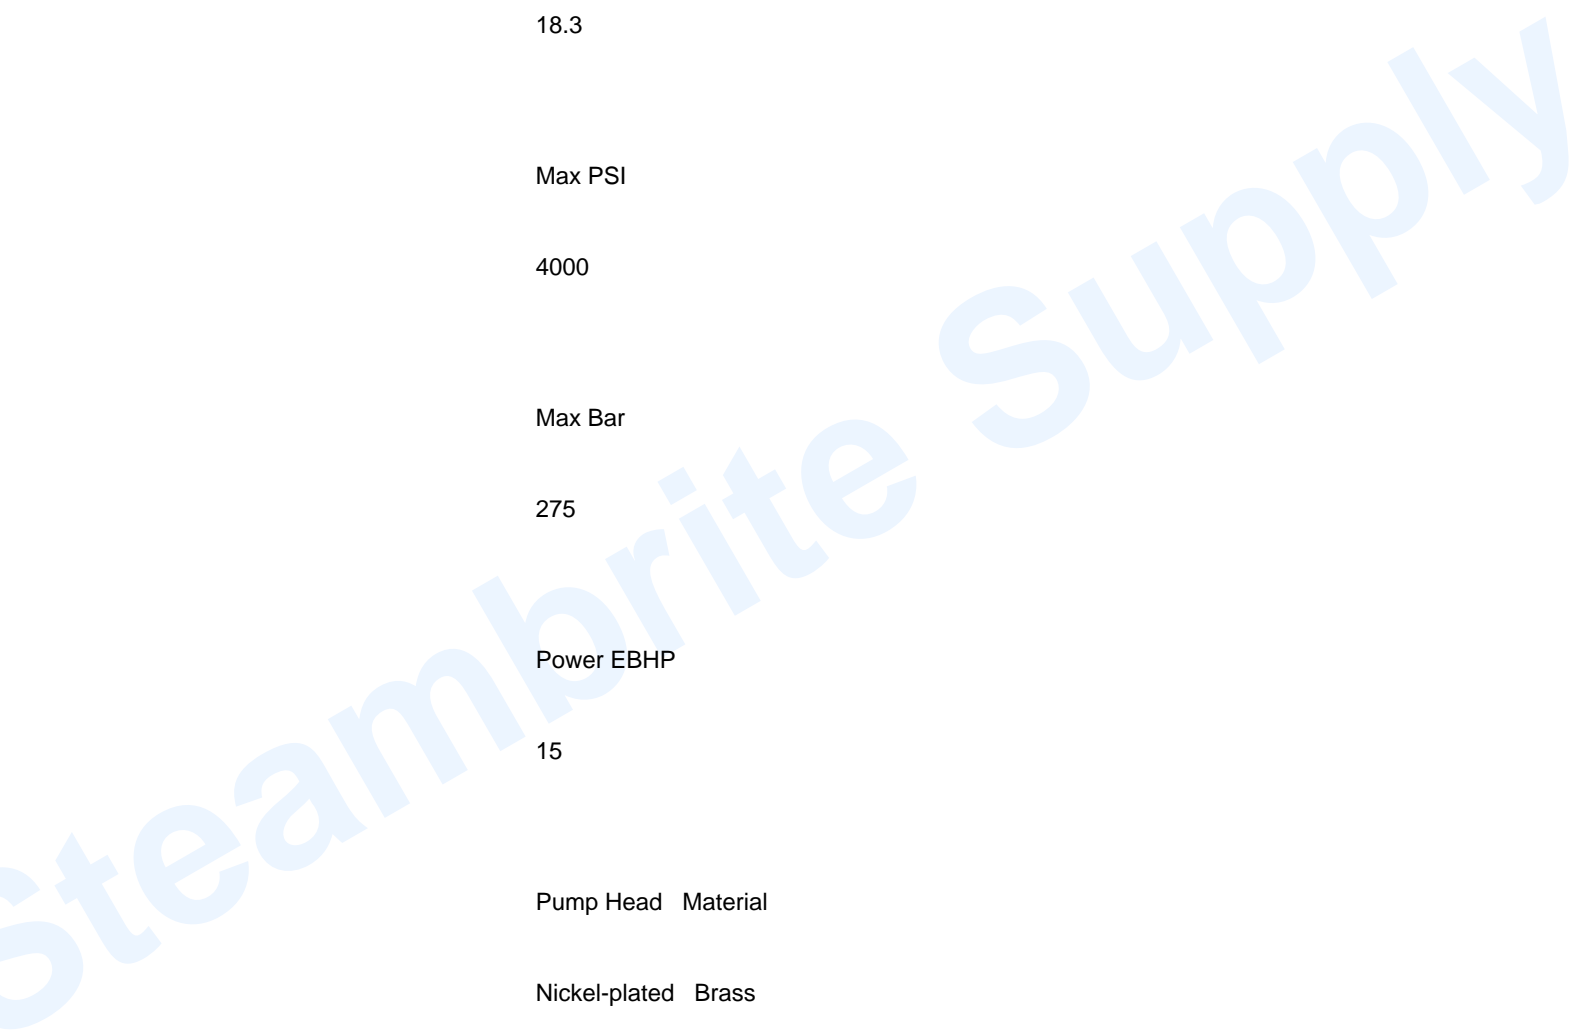 18.3
Max PSI
4000
Max Bar
275
Power EBHP
15
Pump Head Material
Nickel-plated Brass
Steambrite Supply